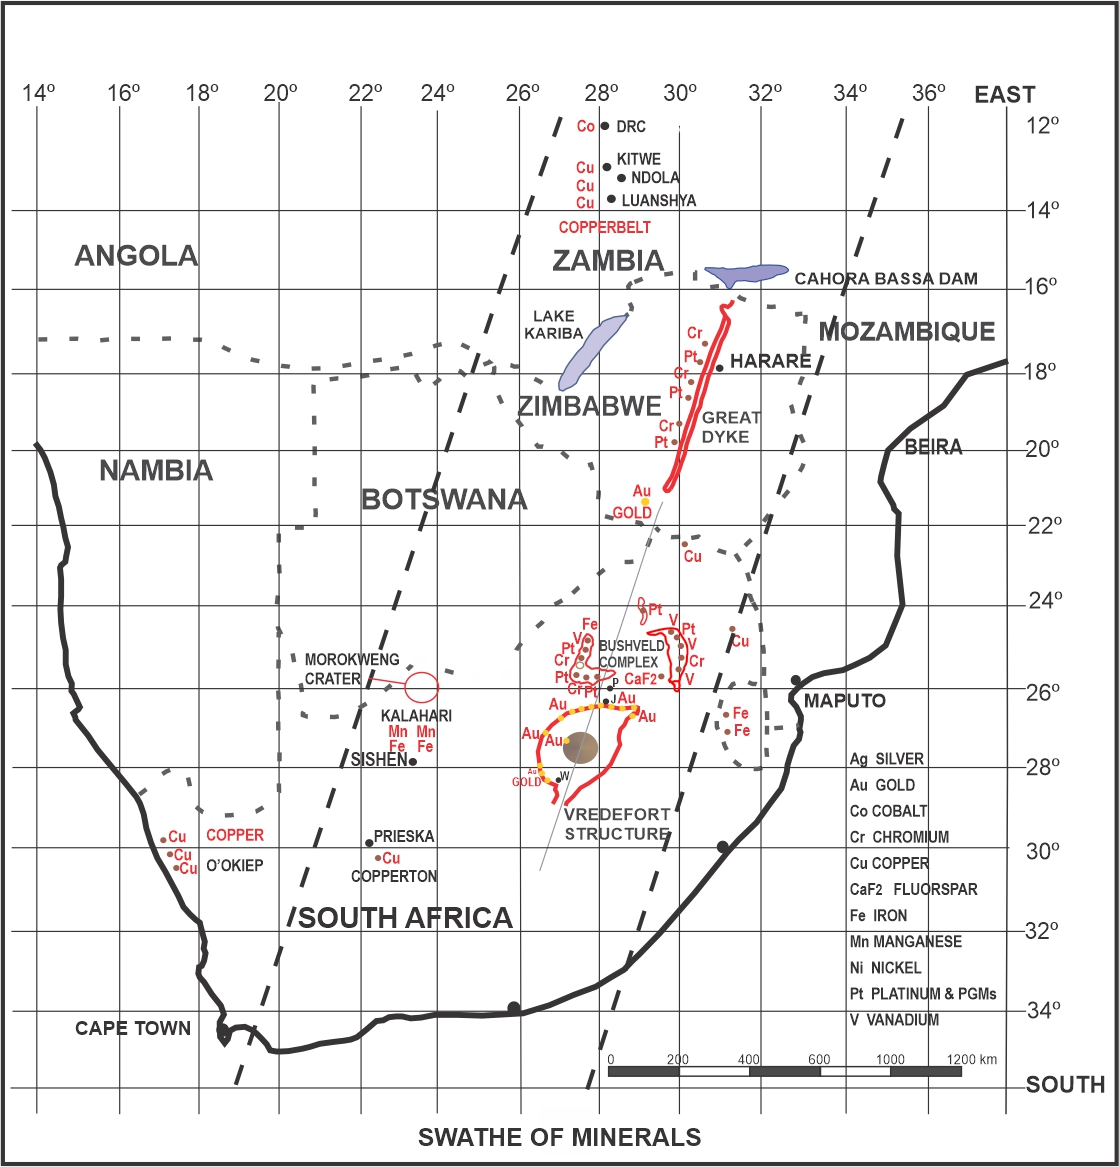 14º 16º 18º 20º 22º 24º 26º 28º 30º 32º 34º 36º EAST
12º
Co DRC
KITWE
Cu
NDOLA
Cu
Cu LUANSHYA
14º
COPPERBELT
ANGOLA
ZAMBIA
CAHORA BASSA DAM
16º
LAKE
KARIBA
MOZAMBIQUE
Cr
Pt
HARARE
18º
Cr
Pt
ZIMBABWE
GREAT
DYKE
Cr
Pt
20º
BEIRA
NAMBIA
BOTSWANA
Au
GOLD
22º
Cu
24º
Pt
Fe
V
Pt
Cr
Pt
Cr
Pt
BUSHVELD
COMPLEX
CaF2
V
Pt
V
Cr
V
Cu
MOROKWENG
CRATER
26º
P
J
MAPUTO
KALAHARI
Mn Mn
Fe Fe
SISHEN
Au
Au
Au
Au
Au
Au
GOLD
W
Fe
Fe
28º
VREDEFORT
STRUCTURE
Cu COPPER
Cu
Cu O'OKIEP
PRIESKA
Cu
COPPERTON
30º
SOUTH AFRICA
32º
34º
CAPE TOWN
Ag SILVER
Au GOLD
Co COBALT
Cr CHROMIUM
Cu COPPER
CaF2 FLUORSPAR
Fe IRON
Mn MANGANESE
Ni NICKEL
Pt PLATINUM & PGMs
V VANADIUM
0 200 400 600 1000 1200 km
SOUTH
SWATHE OF MINERALS